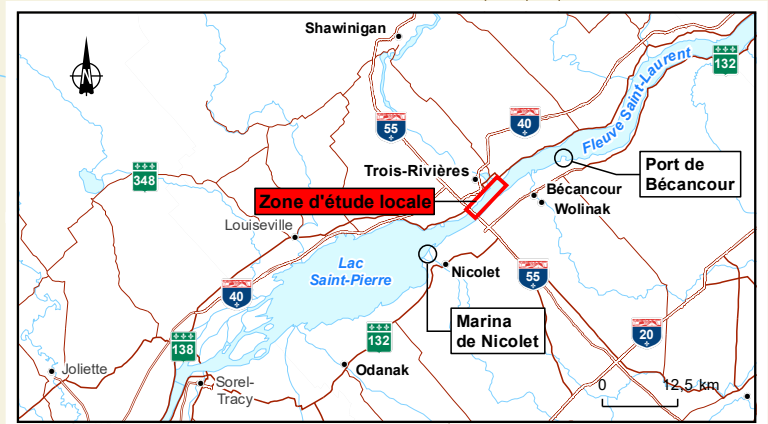 Shawinigan
132
N
55
40
Fleuve Saint-Laurent
Trois-Rivières
Port de
Bécancour
348
Bécancour
Zone d'étude locale
Wolinak
Louiseville
Lac
Saint-Pierre
Nicolet
55
40
Marina
de Nicolet
20
138
132
Joliette
Odanak
Sorel-
Tracy
0 12,5 km